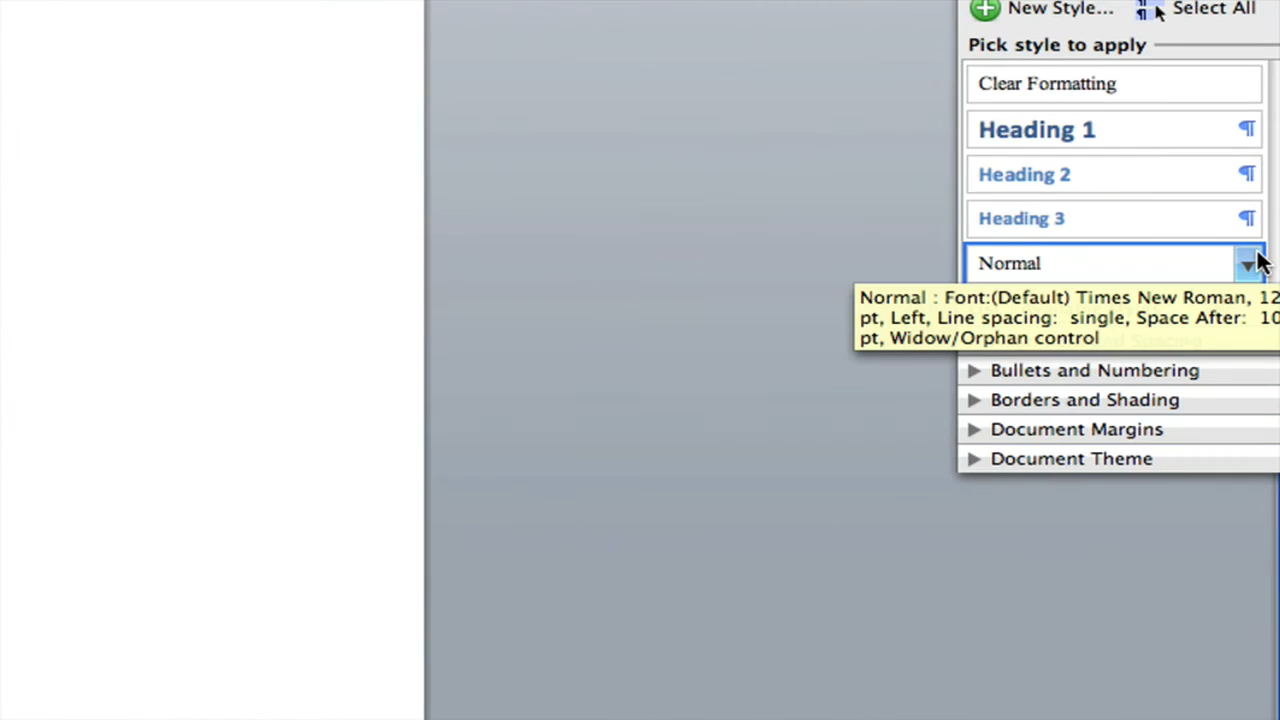 New Style... Select All
Pick style to apply
Clear Formatting
Heading 1 ¶
Heading 2 ¶
Heading 3 ¶
Normal
Normal : Font:(Default) Times New Roman, 12
pt, Left, Line spacing: single, Space After: 10
pt, Widow/Orphan control
Bullets and Numbering
Borders and Shading
Document Margins
Document Theme